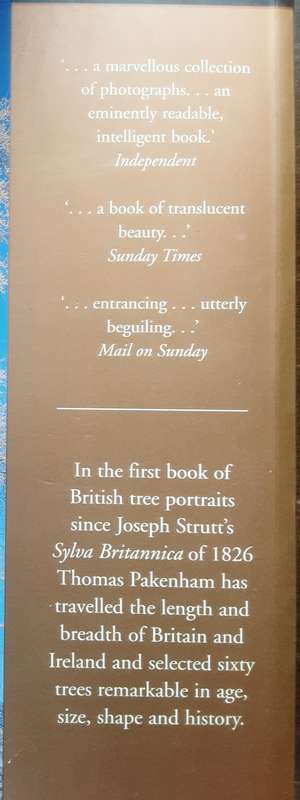 ‘. . . a marvellous collection
of photographs. . . an
eminently readable,
intelligent book.’
Independent
‘. . . a book of translucent
beauty. . .’
Sunday Times
‘. . . entrancing . . . utterly
beguiling. . .’
Mail on Sunday
In the first book of
British tree portraits
since Joseph Strutt’s
Sylva Britannica of 1826
Thomas Pakenham has
travelled the length and
breadth of Britain and
Ireland and selected sixty
trees remarkable in age,
size, shape and history.